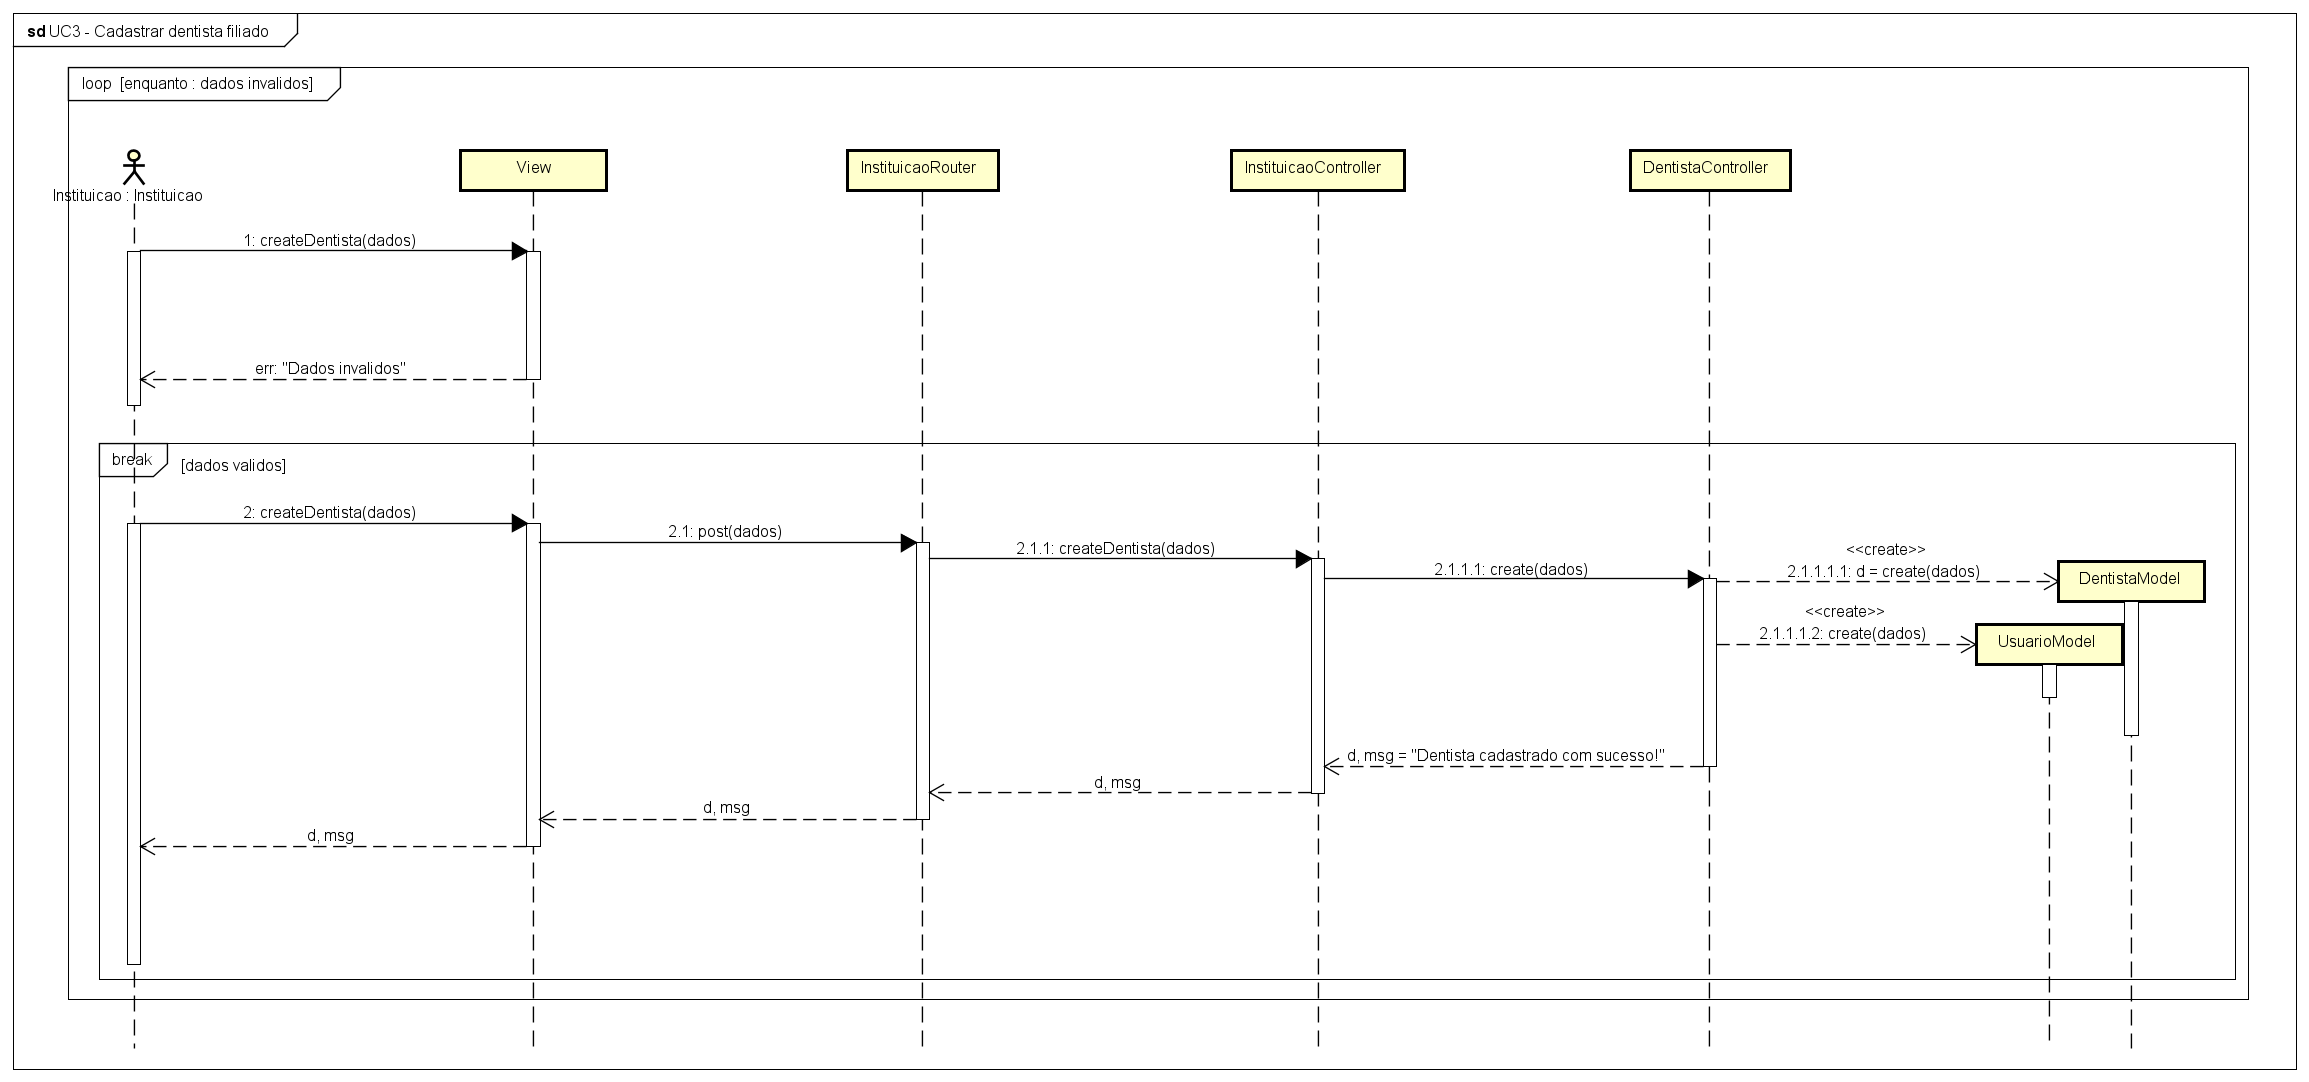 sd UC3 - Cadastrar dentista filiado
loop [enquanto : dados invalidos]
Instituicao : Instituicao
View
InstituicaoRouter
InstituicaoController
DentistaController
1: createDentista(dados)
err: "Dados invalidos"
break
[dados validos]
2: createDentista(dados)
2.1: post(dados)
2.1.1: createDentista(dados)
2.1.1.1: create(dados)
<<create>>
2.1.1.1.1: d = create(dados)
DentistaModel
<<create>>
2.1.1.1.2: create(dados)
UsuarioModel
d, msg = "Dentista cadastrado com sucesso!"
d, msg
d, msg
d, msg